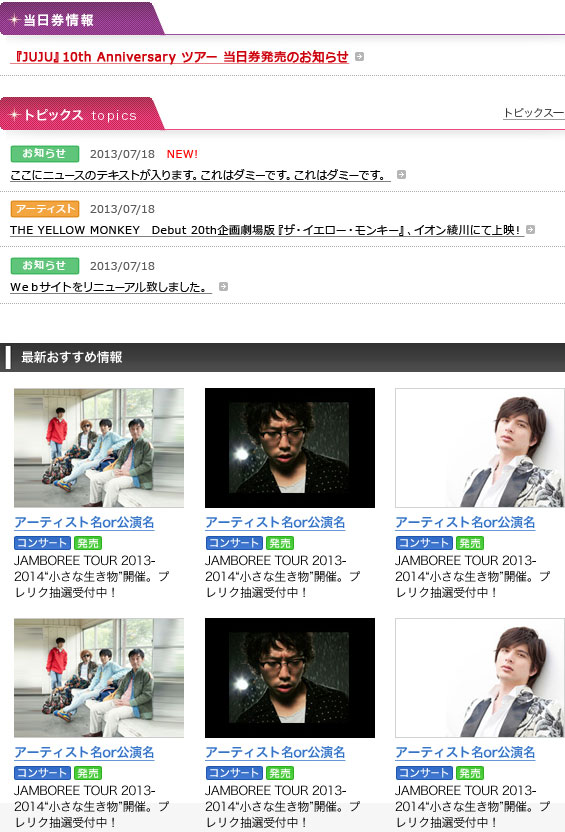 当日券情報
『JUJU』10th Anniversary ツアー 当日券発売のお知らせ
トピックス topics
トピックス一
お知らせ 2013/07/18 NEW!
ここにニュースのテキストが入ります。これはダミーです。これはダミーです。
アーティスト 2013/07/18
THE YELLOW MONKEY　Debut 20th企画劇場版『ザ・イエロー・モンキー』、イオン綾川にて上映！
お知らせ 2013/07/18
Ｗｅｂサイトをリニューアル致しました。
最新おすすめ情報
アーティスト名or公演名
コンサート 発売
JAMBOREE TOUR 2013-
2014“小さな生き物”開催。プ
レリク抽選受付中！
アーティスト名or公演名
コンサート 発売
JAMBOREE TOUR 2013-
2014“小さな生き物”開催。プ
レリク抽選受付中！
アーティスト名or公演名
コンサート 発売
JAMBOREE TOUR 2013-
2014“小さな生き物”開催。プ
レリク抽選受付中！
アーティスト名or公演名
コンサート 発売
JAMBOREE TOUR 2013-
2014“小さな生き物”開催。プ
レリク抽選受付中！
アーティスト名or公演名
コンサート 発売
JAMBOREE TOUR 2013-
2014“小さな生き物”開催。プ
レリク抽選受付中！
アーティスト名or公演名
コンサート 発売
JAMBOREE TOUR 2013-
2014“小さな生き物”開催。プ
レリク抽選受付中！